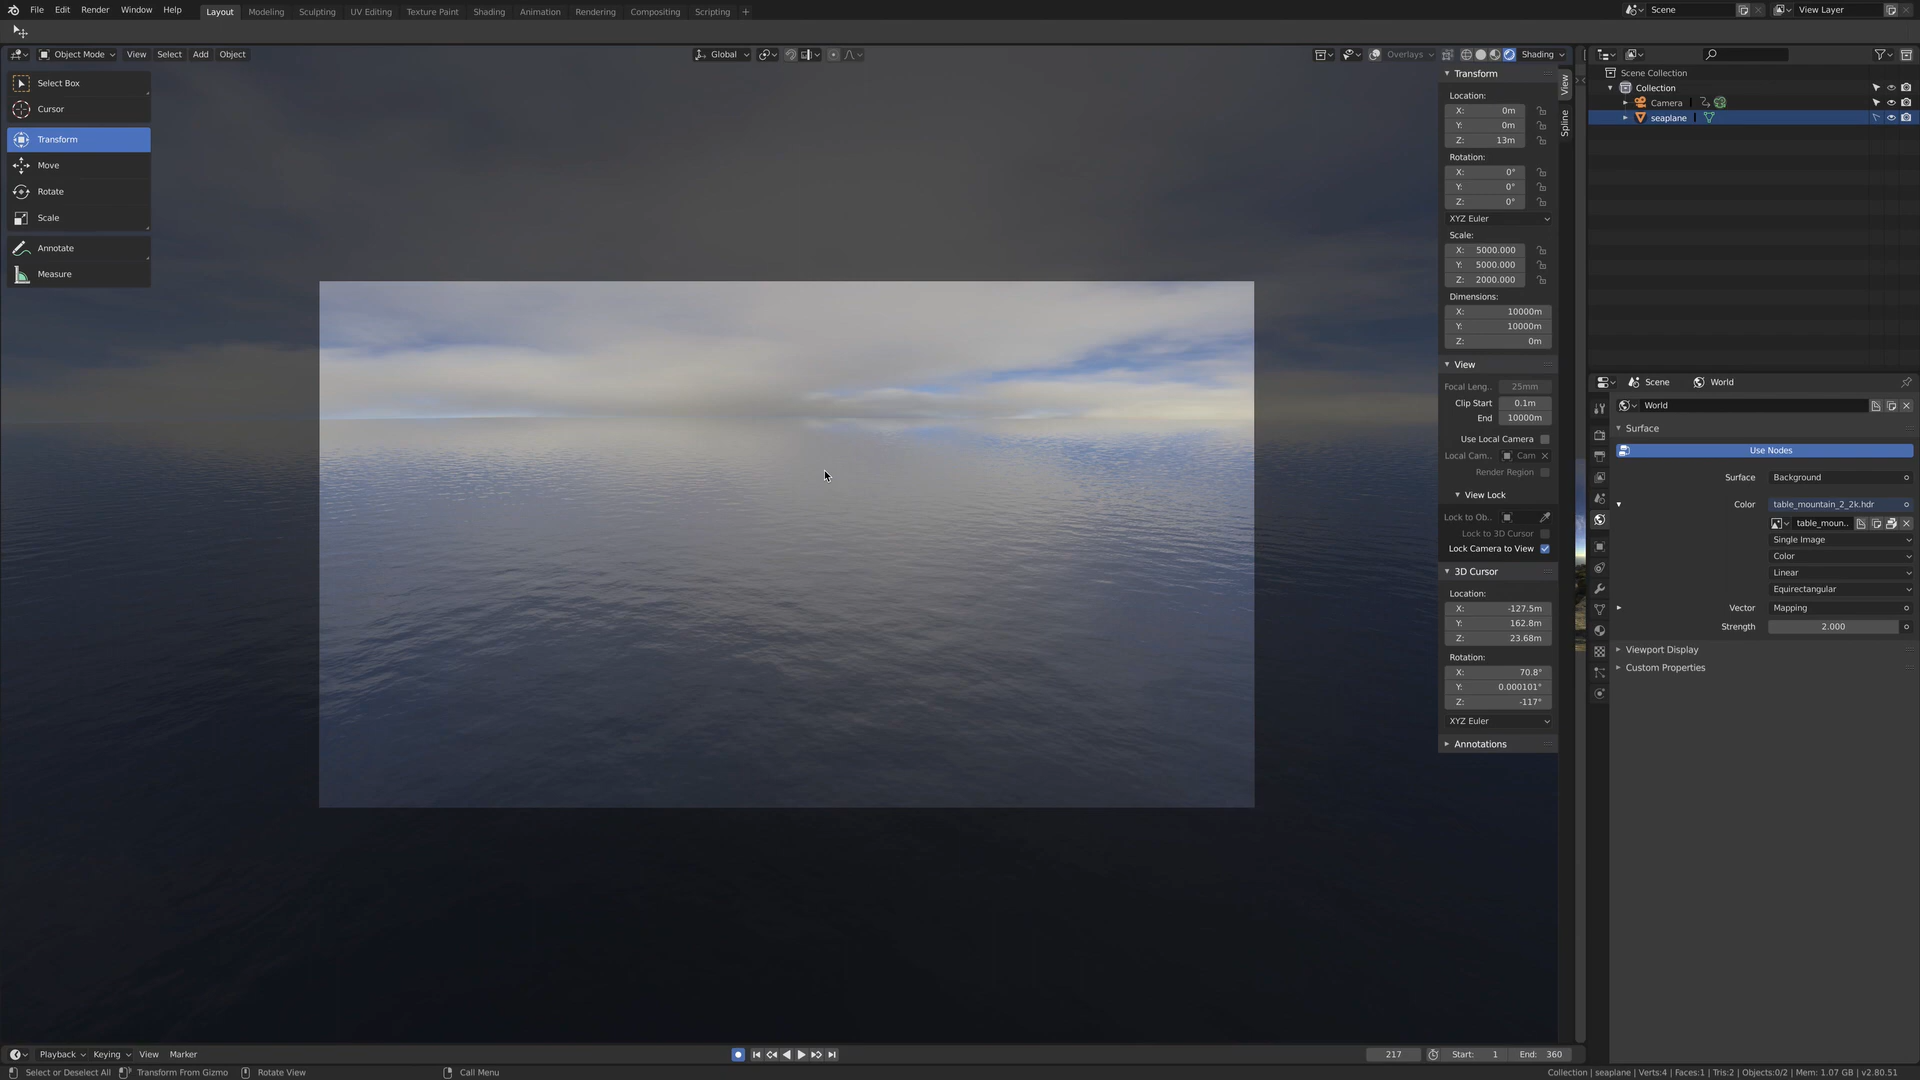 File Edit Render Window Help Layout Modeling Sculpting UV Editing Texture Paint Shading Animation Rendering Compositing Scripting + Scene View Layer
Object Mode View Select Add Object Global Overlays Shading
Select Box
Cursor
Transform
Move
Rotate
Scale
Annotate
Measure
Transform
Location:
X: 0m
Y: 0m
Z: 13m
Rotation:
X: 0°
Y: 0°
Z: 0°
XYZ Euler
Scale:
X: 5000.000
Y: 5000.000
Z: 2000.000
Dimensions:
X: 10000m
Y: 10000m
Z: 0m
View
Focal Leng.. 25mm
Clip Start 0.1m
End 10000m
Use Local Camera
Local Cam.. Cam
Render Region
View Lock
Lock to Ob..
Lock to 3D Cursor
Lock Camera to View
3D Cursor
Location:
X: -127.5m
Y: 162.8m
Z: 23.68m
Rotation:
X: 70.8°
Y: 0.000101°
Z: -117°
XYZ Euler
Annotations
View
Spline
Scene Collection
Collection
Camera
seaplane
Scene World
World
Surface
Use Nodes
Surface Background
Color table_mountain_2_2k.hdr
table_moun..
Single Image
Color
Linear
Equirectangular
Vector Mapping
Strength 2.000
Viewport Display
Custom Properties
Playback Keying View Marker 217 Start: 1 End: 360
Select or Deselect All Transform From Gizmo Rotate View Call Menu Collection | seaplane | Verts:4 | Faces:1 | Tris:2 | Objects:0/2 | Mem: 1.07 GB | v2.80.51